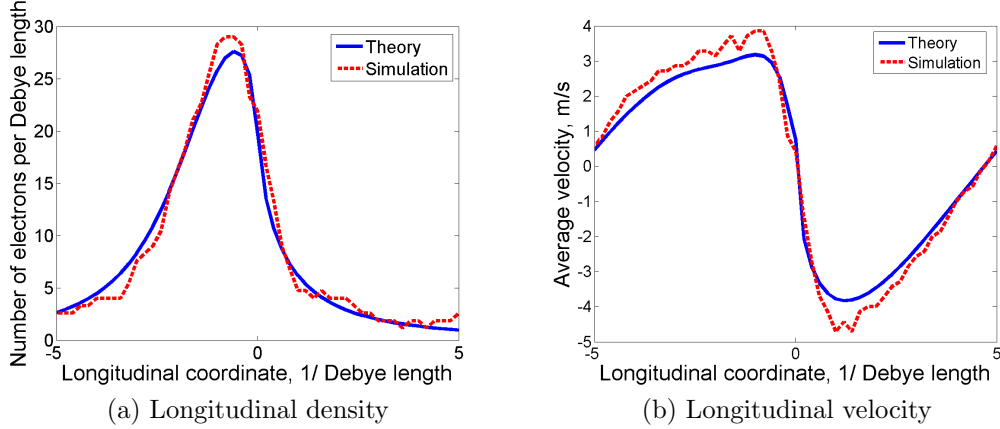 Number of electrons per Debye length
30
25
20
15
10
5
0
-5
0
5
Theory
Simulation
Longitudinal coordinate, 1/ Debye length
(a) Longitudinal density
Average velocity, m/s
4
3
2
1
0
-1
-2
-3
-4
-5
-5
0
5
Theory
Simulation
Longitudinal coordinate, 1/ Debye length
(b) Longitudinal velocity